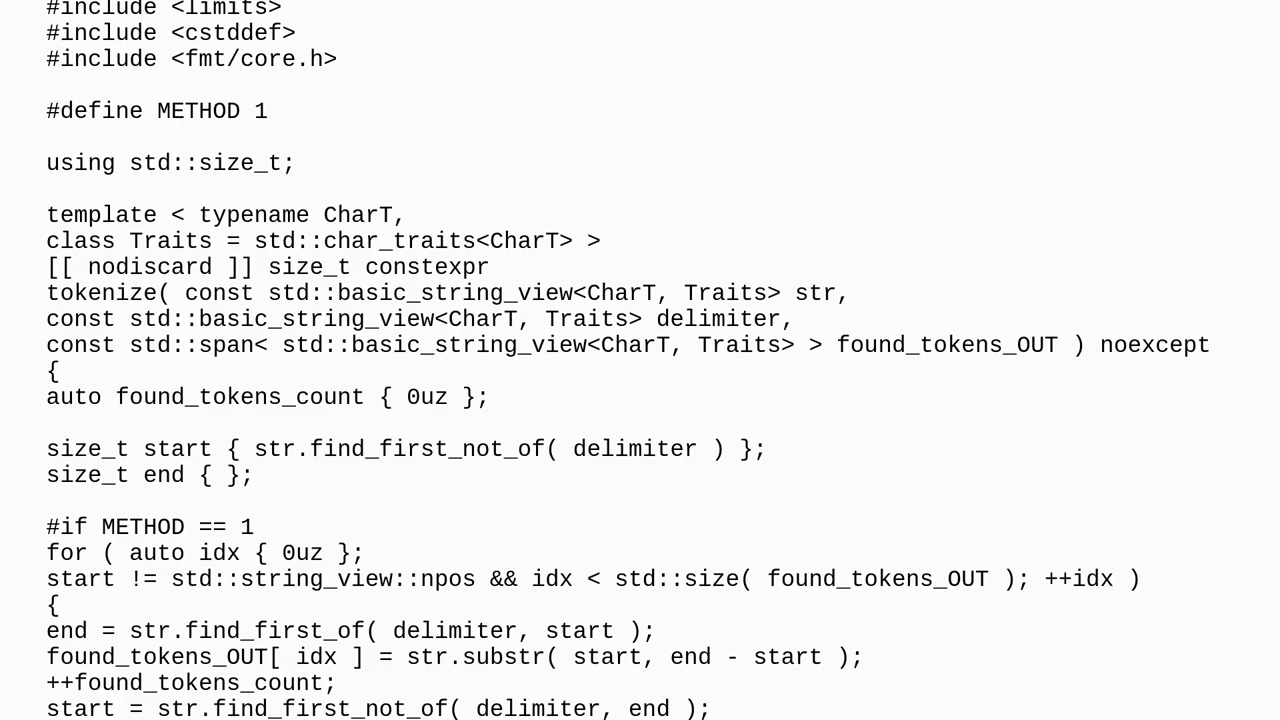 #include <limits>
#include <cstddef>
#include <fmt/core.h>
#define METHOD 1
using std::size_t;
template < typename CharT,
class Traits = std::char_traits<CharT> >
[[ nodiscard ]] size_t constexpr
tokenize( const std::basic_string_view<CharT, Traits> str,
const std::basic_string_view<CharT, Traits> delimiter,
const std::span< std::basic_string_view<CharT, Traits> > found_tokens_OUT ) noexcept
{
auto found_tokens_count { 0uz };
size_t start { str.find_first_not_of( delimiter ) };
size_t end { };
#if METHOD == 1
for ( auto idx { 0uz };
start != std::string_view::npos && idx < std::size( found_tokens_OUT ); ++idx )
{
end = str.find_first_of( delimiter, start );
found_tokens_OUT[ idx ] = str.substr( start, end - start );
++found_tokens_count;
start = str.find_first_not_of( delimiter, end );